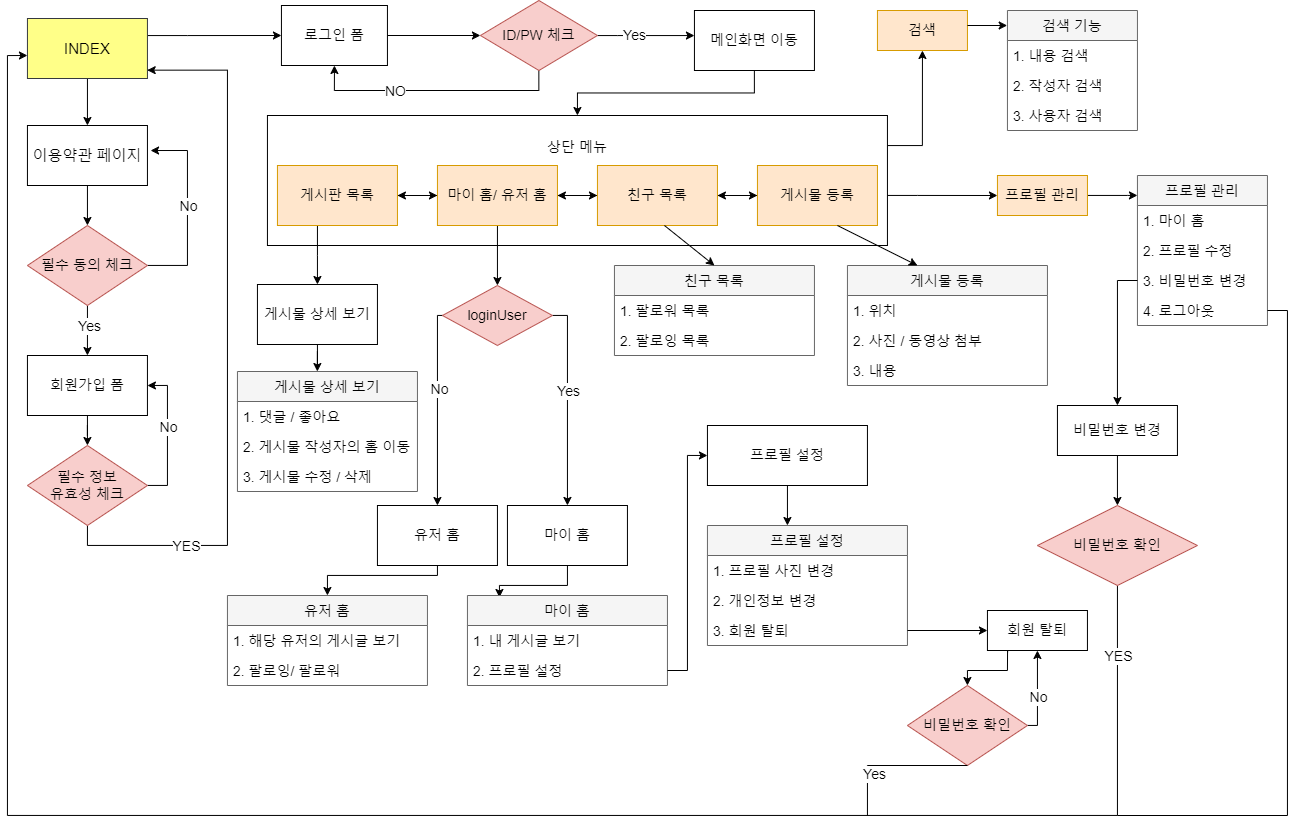 INDEX
로그인 폼
ID/PW 체크
Yes
메인화면 이동
NO
검색
검색 기능
1. 내용 검색
2. 작성자 검색
3. 사용자 검색
이용약관 페이지
No
필수 동의 체크
Yes
회원가입 폼
No
필수 정보
유효성 체크
YES
상단 메뉴
게시판 목록
마이 홈/ 유저 홈
친구 목록
게시물 등록
프로필 관리
프로필 관리
1. 마이 홈
2. 프로필 수정
3. 비밀번호 변경
4. 로그아웃
게시물 상세 보기
게시물 상세 보기
1. 댓글 / 좋아요
2. 게시물 작성자의 홈 이동
3. 게시물 수정 / 삭제
loginUser
No
Yes
친구 목록
1. 팔로워 목록
2. 팔로잉 목록
게시물 등록
1. 위치
2. 사진 / 동영상 첨부
3. 내용
유저 홈
마이 홈
유저 홈
1. 해당 유저의 게시글 보기
2. 팔로잉/ 팔로워
마이 홈
1. 내 게시글 보기
2. 프로필 설정
프로필 설정
프로필 설정
1. 프로필 사진 변경
2. 개인정보 변경
3. 회원 탈퇴
회원 탈퇴
No
비밀번호 확인
Yes
비밀번호 변경
비밀번호 확인
YES